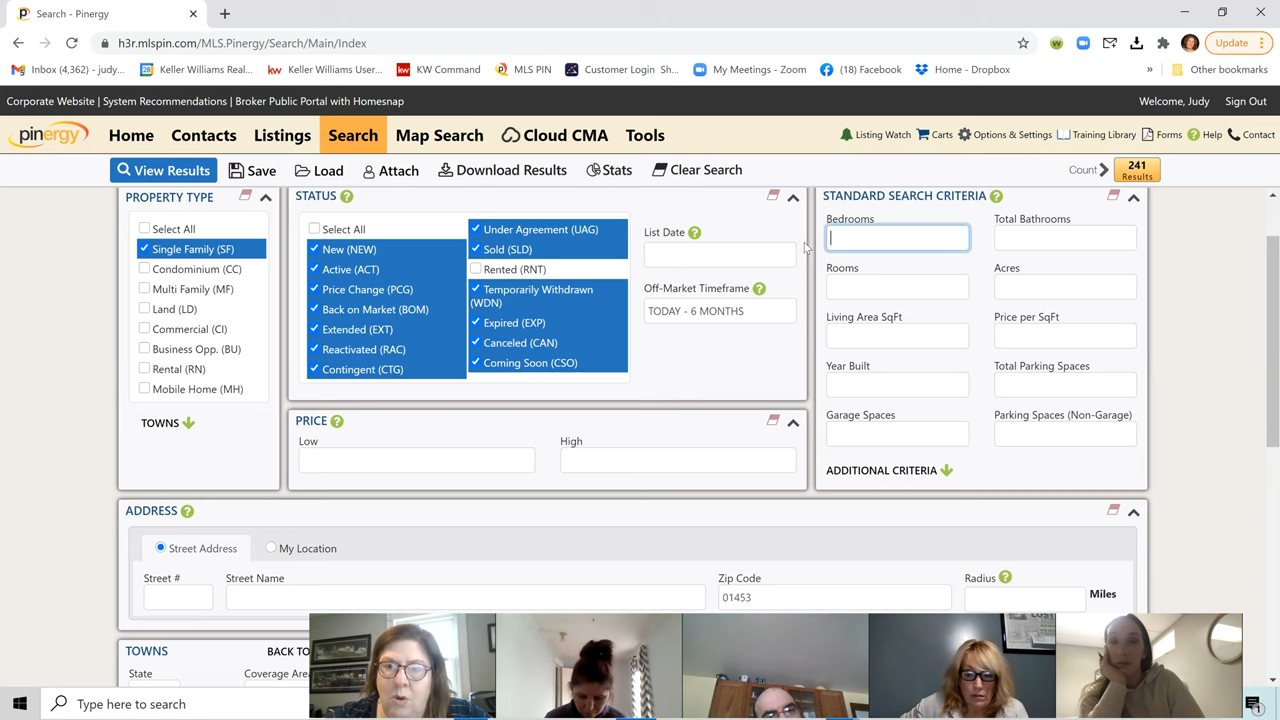 Search - Pinergy
h3r.mlspin.com/MLS.Pinergy/Search/Main/Index
Update
Inbox (4,362) - judy... Keller Williams Real... Keller Williams User... KW Command MLS PIN Customer Login Sh... My Meetings - Zoom (18) Facebook Home - Dropbox » Other bookmarks
Corporate Website | System Recommendations | Broker Public Portal with Homesnap Welcome, Judy Sign Out
pinergy Home Contacts Listings Search Map Search Cloud CMA Tools Listing Watch Carts Options & Settings Training Library Forms Help Contact
View Results Save Load Attach Download Results Stats Clear Search Count 241 Results
PROPERTY TYPE
Select All
Single Family (SF)
Condominium (CC)
Multi Family (MF)
Land (LD)
Commercial (CI)
Business Opp. (BU)
Rental (RN)
Mobile Home (MH)
TOWNS
STATUS
Select All
New (NEW)
Active (ACT)
Price Change (PCG)
Back on Market (BOM)
Extended (EXT)
Reactivated (RAC)
Contingent (CTG)
Under Agreement (UAG)
Sold (SLD)
Rented (RNT)
Temporarily Withdrawn
(WDN)
Expired (EXP)
Canceled (CAN)
Coming Soon (CSO)
List Date
Off-Market Timeframe
TODAY - 6 MONTHS
PRICE
Low High
STANDARD SEARCH CRITERIA
Bedrooms Total Bathrooms
Rooms Acres
Living Area SqFt Price per SqFt
Year Built Total Parking Spaces
Garage Spaces Parking Spaces (Non-Garage)
ADDITIONAL CRITERIA
ADDRESS
Street Address My Location
Street # Street Name Zip Code Radius
01453 Miles
TOWNS BACK TO
State Coverage Area
Type here to search